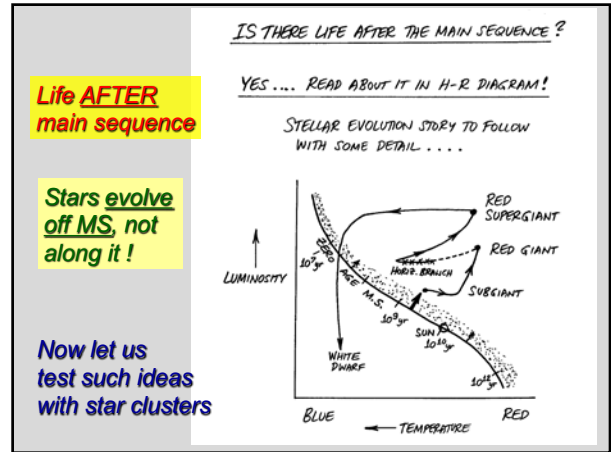 IS THERE LIFE AFTER THE MAIN SEQUENCE?
YES.... READ ABOUT IT IN H-R DIAGRAM!
STELLAR EVOLUTION STORY TO FOLLOW
WITH SOME DETAIL ....
Life AFTER
main sequence
Stars evolve
off MS, not
along it !
Now let us
test such ideas
with star clusters
LUMINOSITY
RED
SUPERGIANT
RED GIANT
HORIZ. BRANCH
SUBGIANT
ZERO AGE M.S.
10⁷yr
10⁹yr
SUN
10¹⁰yr
10¹²yr
WHITE
DWARF
BLUE
RED
TEMPERATURE